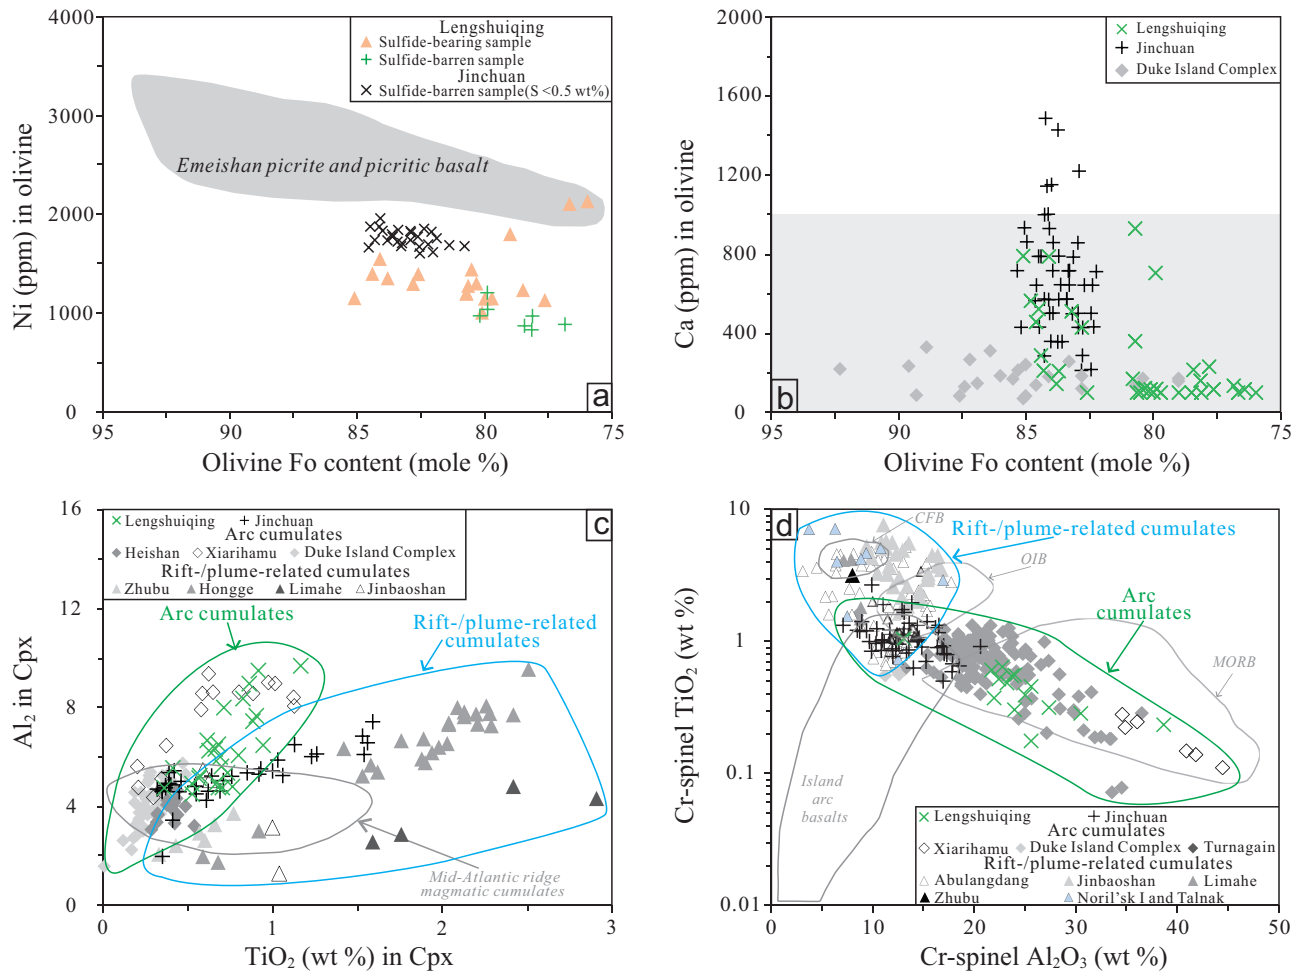 4000
3000
2000
1000
0
95
90
85
80
75
Ni (ppm) in olivine
Olivine Fo content (mole %)
Lengshuiqing
Sulfide-bearing sample
Sulfide-barren sample
Jinchuan
Sulfide-barren sample(S <0.5 wt%)
Emeishan picrite and picritic basalt
a
2000
1600
1200
800
400
0
95
90
85
80
75
Ca (ppm) in olivine
Olivine Fo content (mole %)
Lengshuiqing
Jinchuan
Duke Island Complex
b
16
12
8
4
0
0
1
2
3
Al2 in Cpx
TiO2 (wt %) in Cpx
Lengshuiqing Jinchuan
Arc cumulates
Heishan Xiarihamu Duke Island Complex
Rift-/plume-related cumulates
Zhubu Hongge Limahe Jinbaoshan
c
Arc cumulates
Rift-/plume-related
cumulates
Mid-Atlantic ridge
magmatic cumulates
10
1
0.1
0.01
0
10
20
30
40
50
Cr-spinel TiO2 (wt %)
Cr-spinel Al2O3 (wt %)
d
CFB
Rift-/plume-related cumulates
OIB
Arc
cumulates
MORB
Island
arc
basalts
Lengshuiqing Jinchuan
Arc cumulates
Xiarihamu Duke Island Complex Turnagain
Rift-/plume-related cumulates
Abulangdang Jinbaoshan Limahe
Zhubu Noril'sk I and Talnak